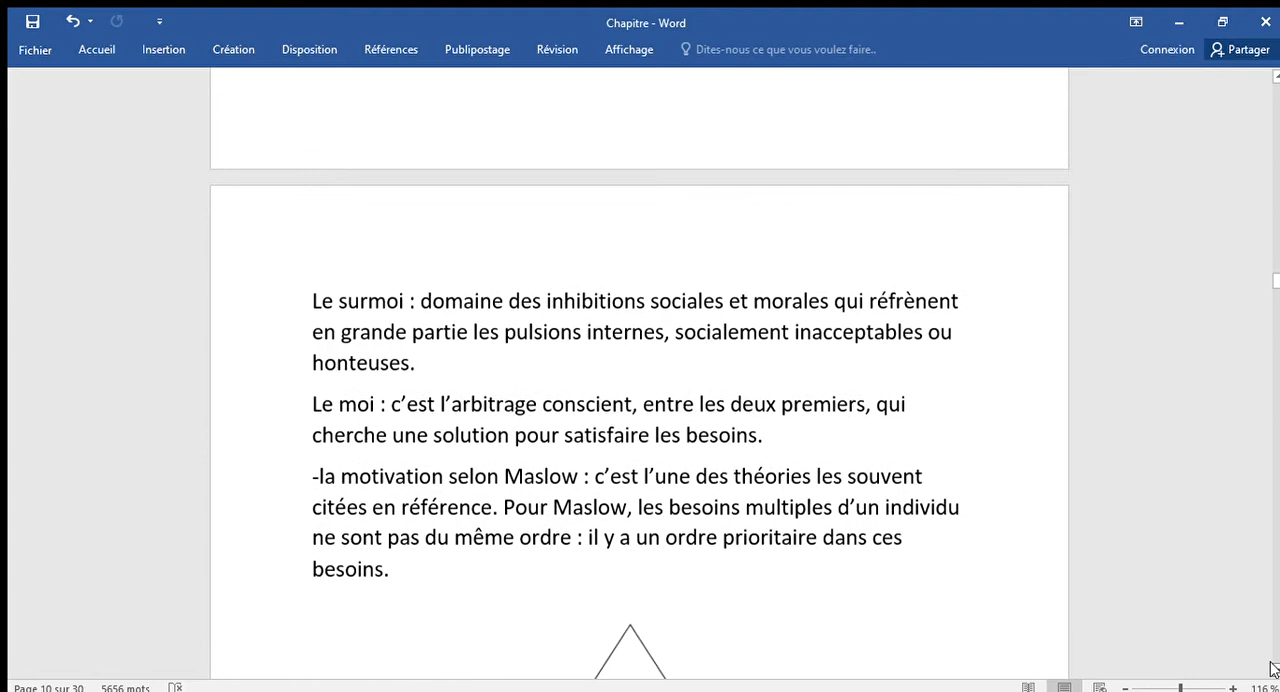 Chapitre - Word
Fichier Accueil Insertion Création Disposition Références Publipostage Révision Affichage Dites-nous ce que vous voulez faire.. Connexion Partager
Le surmoi : domaine des inhibitions sociales et morales qui réfrènent
en grande partie les pulsions internes, socialement inacceptables ou
honteuses.
Le moi : c’est l’arbitrage conscient, entre les deux premiers, qui
cherche une solution pour satisfaire les besoins.
-la motivation selon Maslow : c’est l’une des théories les souvent
citées en référence. Pour Maslow, les besoins multiples d’un individu
ne sont pas du même ordre : il y a un ordre prioritaire dans ces
besoins.
Page 10 sur 30 5656 mots 116 %